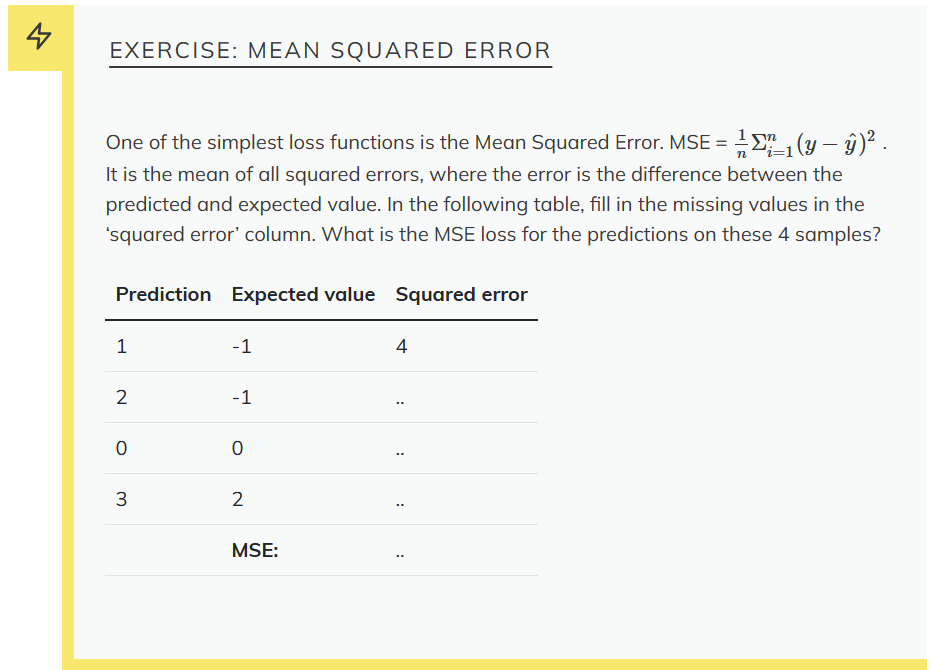 EXERCISE: MEAN SQUARED ERROR
One of the simplest loss functions is the Mean Squared Error. MSE = $\frac{1}{n} \Sigma_{i=1}^{n}(y - \hat{y})^2$ .
It is the mean of all squared errors, where the error is the difference between the
predicted and expected value. In the following table, fill in the missing values in the
‘squared error’ column. What is the MSE loss for the predictions on these 4 samples?
Prediction Expected value Squared error
1 -1 4
2 -1 ..
0 0 ..
3 2 ..
MSE: ..